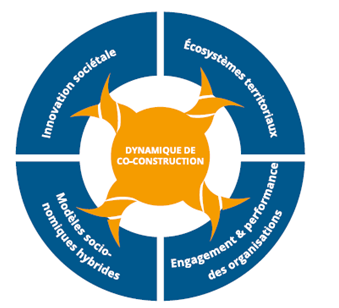 Innovation sociétale
Écosystèmes territoriaux
DYNAMIQUE DE
CO-CONSTRUCTION
Modèles socio-
nomiques hybrides
Engagement & performance
des organisations